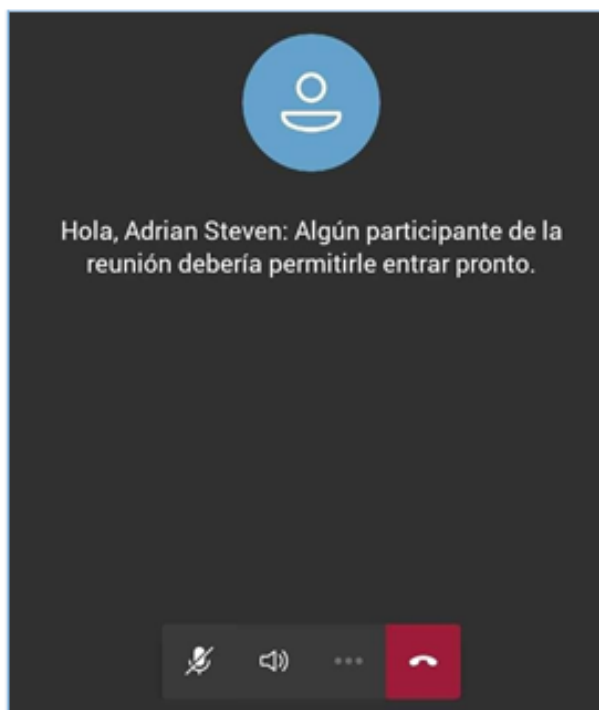 Hola, Adrian Steven: Algún participante de la
reunión debería permitirle entrar pronto.